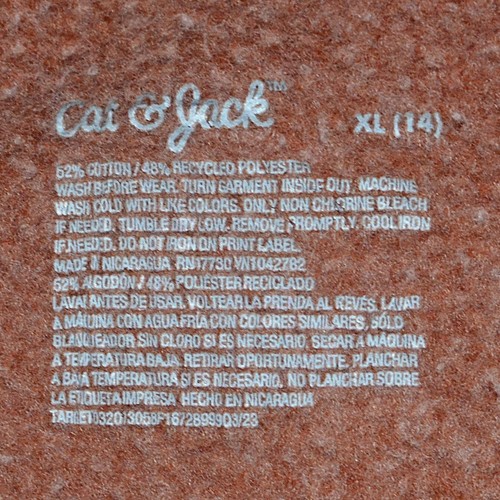 Cat & Jack™ XL (14)
52% COTTON / 48% RECYCLED POLYESTER
WASH BEFORE WEAR. TURN GARMENT INSIDE OUT. MACHINE
WASH COLD WITH LIKE COLORS. ONLY NON CHLORINE BLEACH
IF NEEDED. TUMBLE DRY LOW. REMOVE PROMPTLY. COOL IRON
IF NEEDED. DO NOT IRON ON PRINT LABEL.
MADE IN NICARAGUA RN17730 VN1042782
52% ALGODON / 48% POLIESTER RECICLADO
LAVAR ANTES DE USAR. VOLTEAR LA PRENDA AL REVÉS. LAVAR
A MÁQUINA CON AGUA FRÍA CON COLORES SIMILARES. SÓLO
BLANQUEADOR SIN CLORO SI ES NECESARIO. SECAR A MÁQUINA
A TEMPERATURA BAJA. RETIRAR OPORTUNAMENTE. PLANCHAR
A BAJA TEMPERATURA SI ES NECESARIO. NO PLANCHAR SOBRE
LA ETIQUETA IMPRESA. HECHO EN NICARAGUA